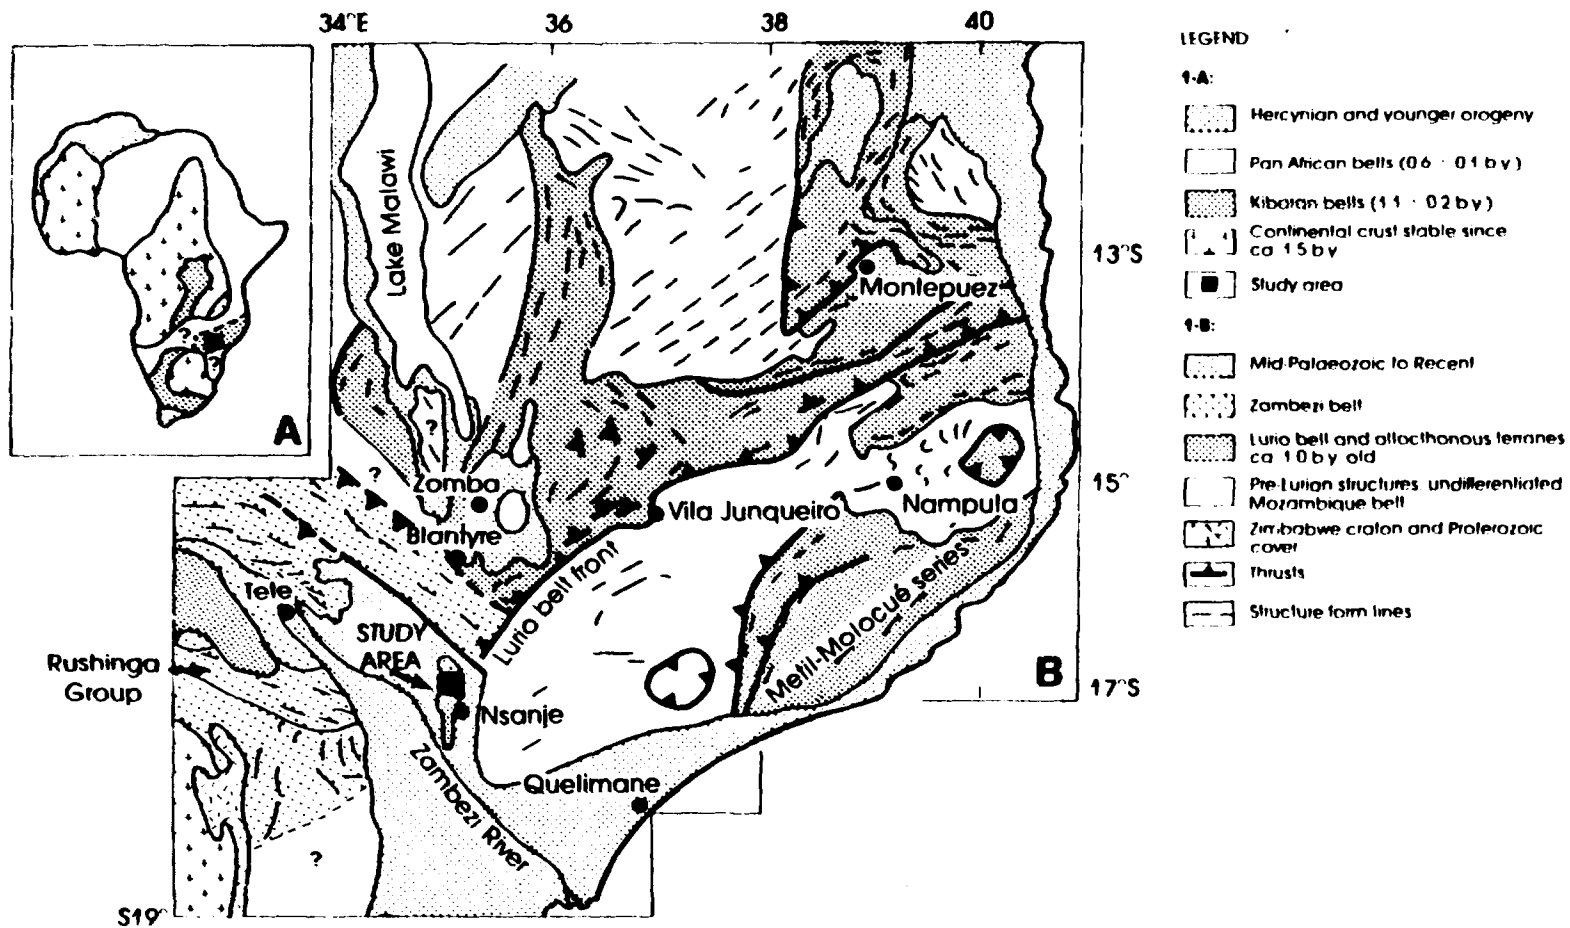 34°E 36 38 40
LEGEND
1-A:
Hercynian and younger orogeny
Pan African belts (0.6 · 0.1 b y)
Kibaran belts (1.1 · 0.2 b y)
Continental crust stable since
ca 1.5 b y
Study area
1-B:
Mid-Palaeozoic to Recent
Zambezi belt
Lurio belt and allocthonous terranes
ca 1.0 b y old
Pre-Lurian structures, undifferentiated
Mozambique belt
Zimbabwe craton and Proterozoic
cover
Thrusts
Structure form lines
A
?
?
Lake Malawi
13°S
Montepuez
?
?
Zomba
15°
Nampula
Vila Junqueiro
Blantyre
Lurio belt front
Tete
STUDY
AREA
Metil-Molocué series
Rushinga
Group
B
17°S
Nsanje
Zambezi River
Quelimane
?
S19°